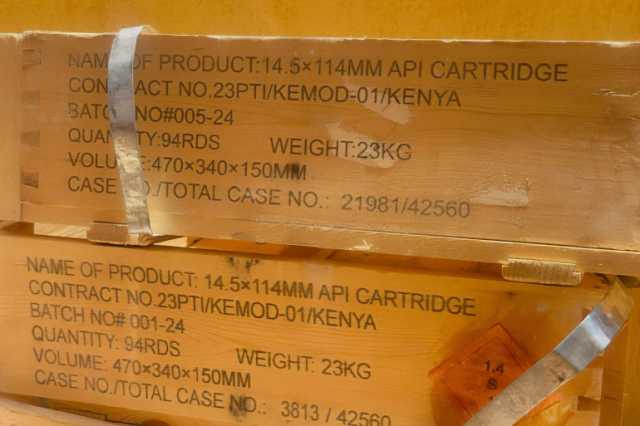 NAME OF PRODUCT:14.5×114MM API CARTRIDGE
CONTRACT NO.23PTI/KEMOD-01/KENYA
BATCH NO#005-24
QUANTITY:94RDS WEIGHT:23KG
VOLUME:470×340×150MM
CASE NO./TOTAL CASE NO.: 21981/42560
NAME OF PRODUCT: 14.5×114MM API CARTRIDGE
CONTRACT NO.23PTI/KEMOD-01/KENYA
BATCH NO# 001-24
QUANTITY: 94RDS WEIGHT: 23KG
VOLUME: 470×340×150MM
CASE NO./TOTAL CASE NO.: 3813 / 42560
1.4
S